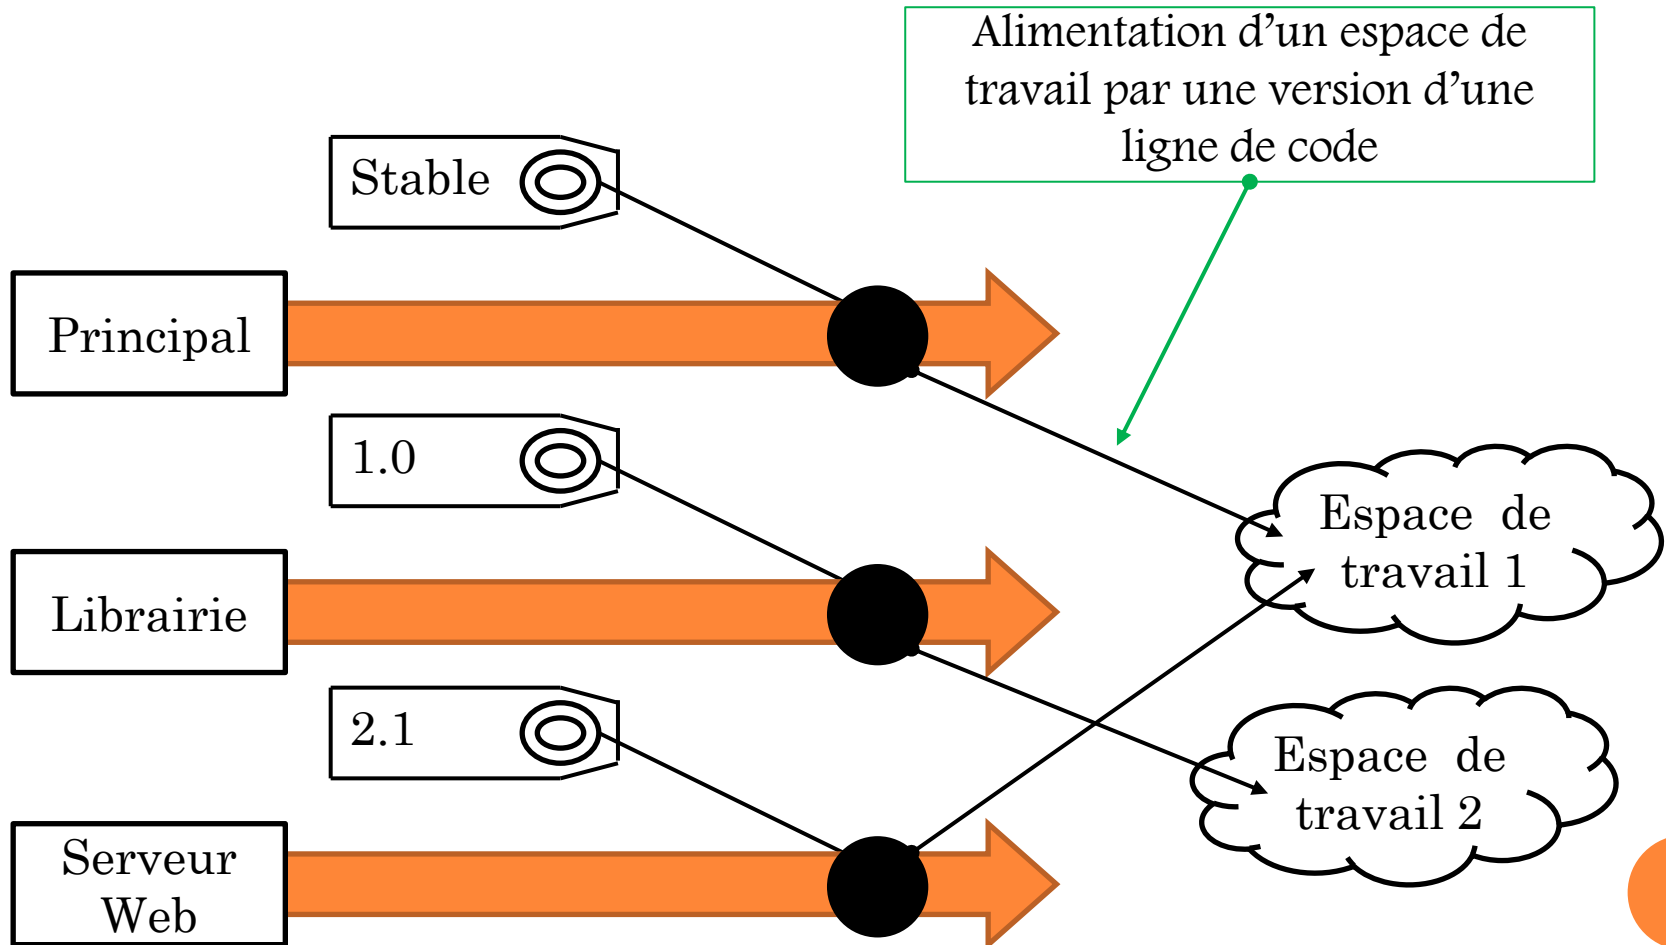 Alimentation d’un espace de
travail par une version d’une
ligne de code
Stable
Principal
1.0
Espace de
travail 1
Librairie
2.1
Espace de
travail 2
Serveur
Web